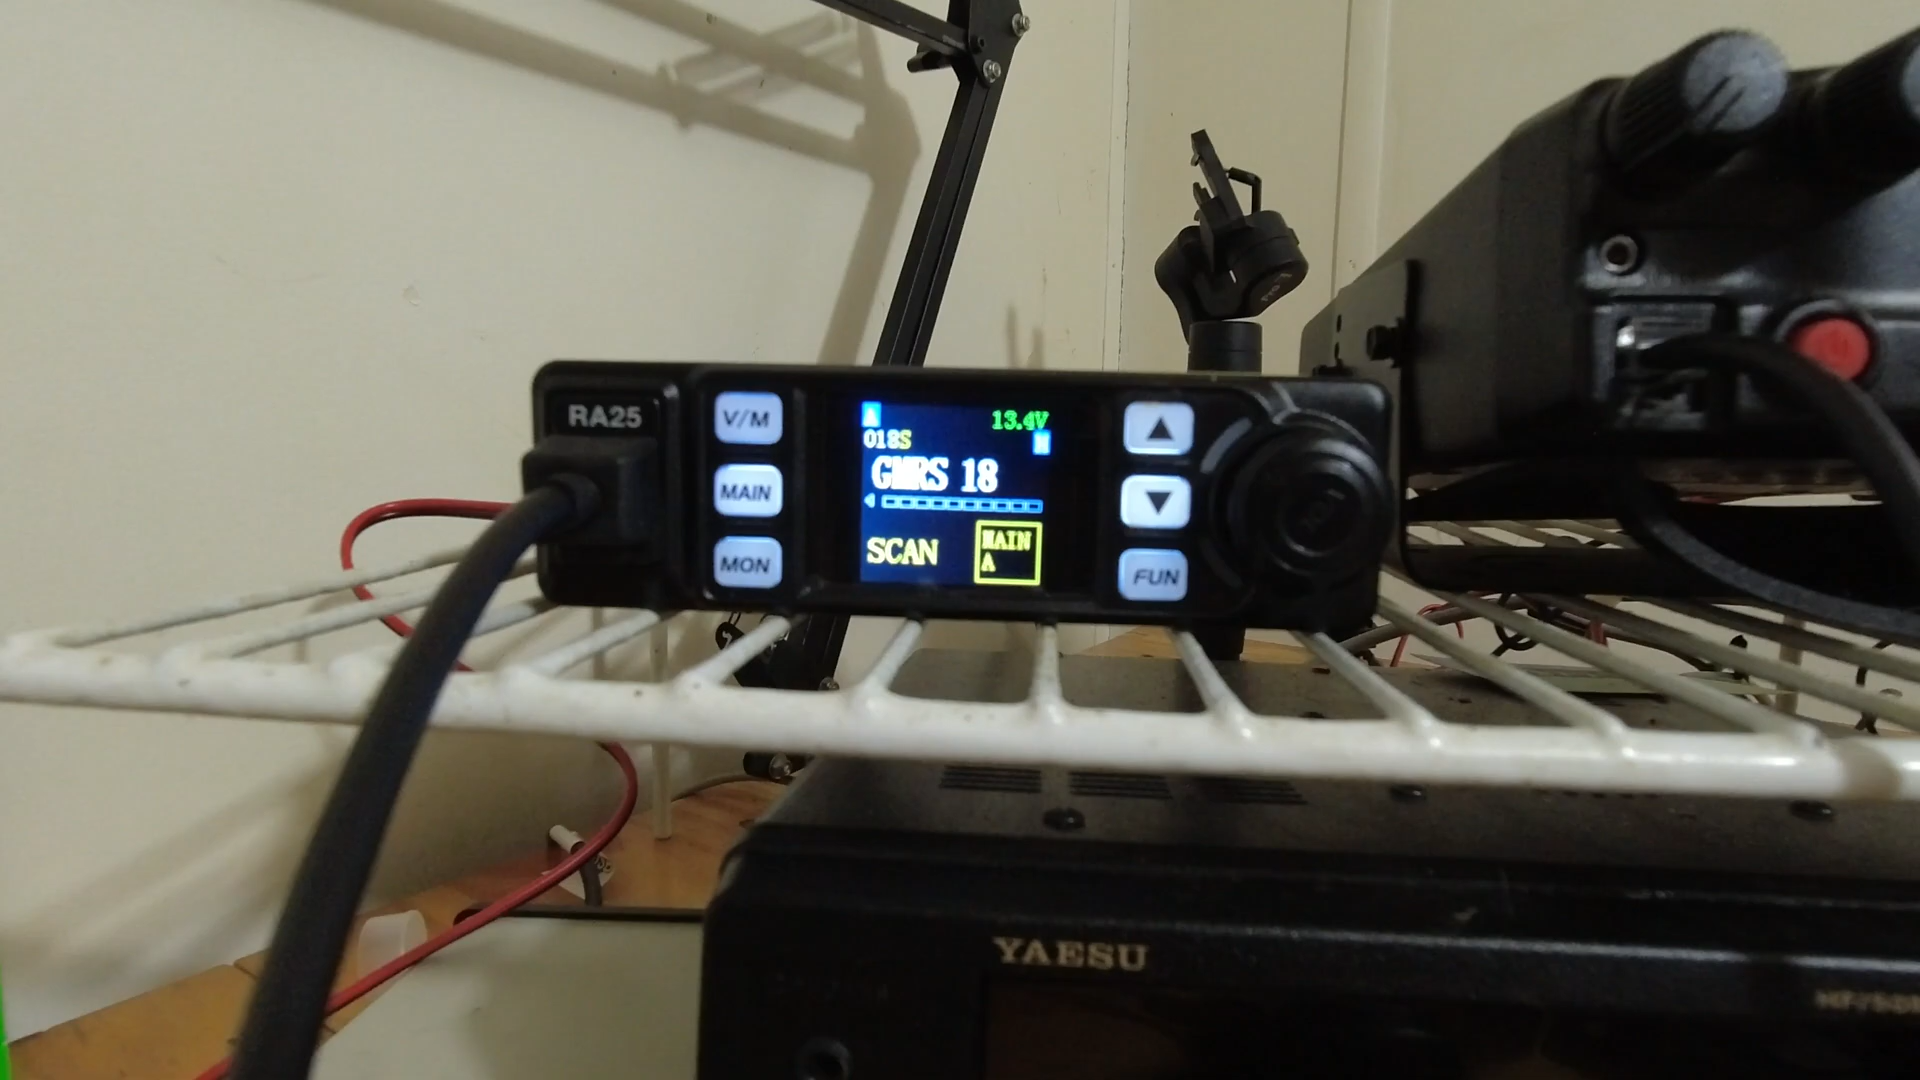 RA25
V/M
MAIN
MON
A
13.4V
018S
H
GMRS 18
SCAN
MAIN
A
▲
▼
FUN
YAESU